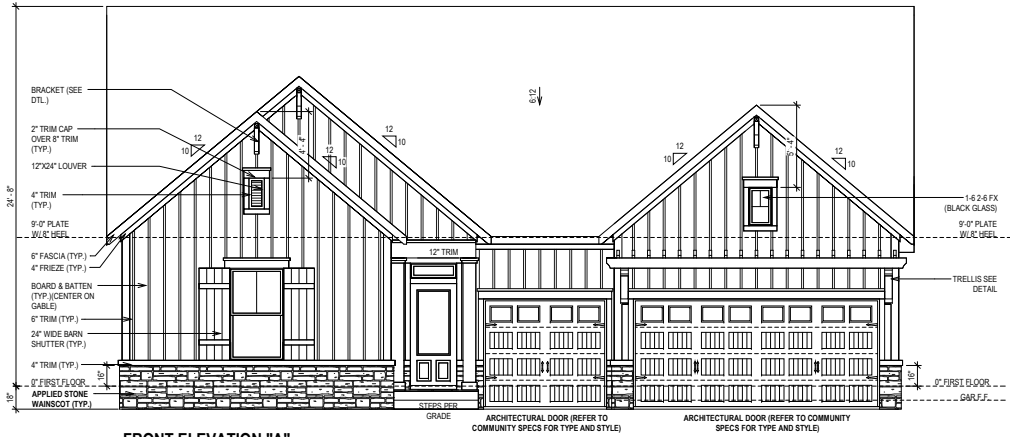 BRACKET (SEE
DTL.)
2" TRIM CAP
OVER 8" TRIM
(TYP.)
12"X24" LOUVER
4" TRIM
(TYP.)
9'-0" PLATE
W/ 8" HEEL
6" FASCIA (TYP.)
4" FRIEZE (TYP.)
BOARD & BATTEN
(TYP.)(CENTER ON
GABLE)
6" TRIM (TYP.)
24" WIDE BARN
SHUTTER (TYP.)
4" TRIM (TYP.)
0" FIRST FLOOR
APPLIED STONE
WAINSCOT (TYP.)
24' - 8"
18"
16"
12
10
12
10
4' - 4"
12
10
6:12
12" TRIM
STEPS PER
GRADE
12
10
5' - 4"
12
10
1-6 2-6 FX
(BLACK GLASS)
9'-0" PLATE
W/ 8" HEEL
TRELLIS SEE
DETAIL
16"
0" FIRST FLOOR
GAR.F.F.
ARCHITECTURAL DOOR (REFER TO
COMMUNITY SPECS FOR TYPE AND STYLE)
ARCHITECTURAL DOOR (REFER TO COMMUNITY
SPECS FOR TYPE AND STYLE)
FRONT ELEVATION "A"